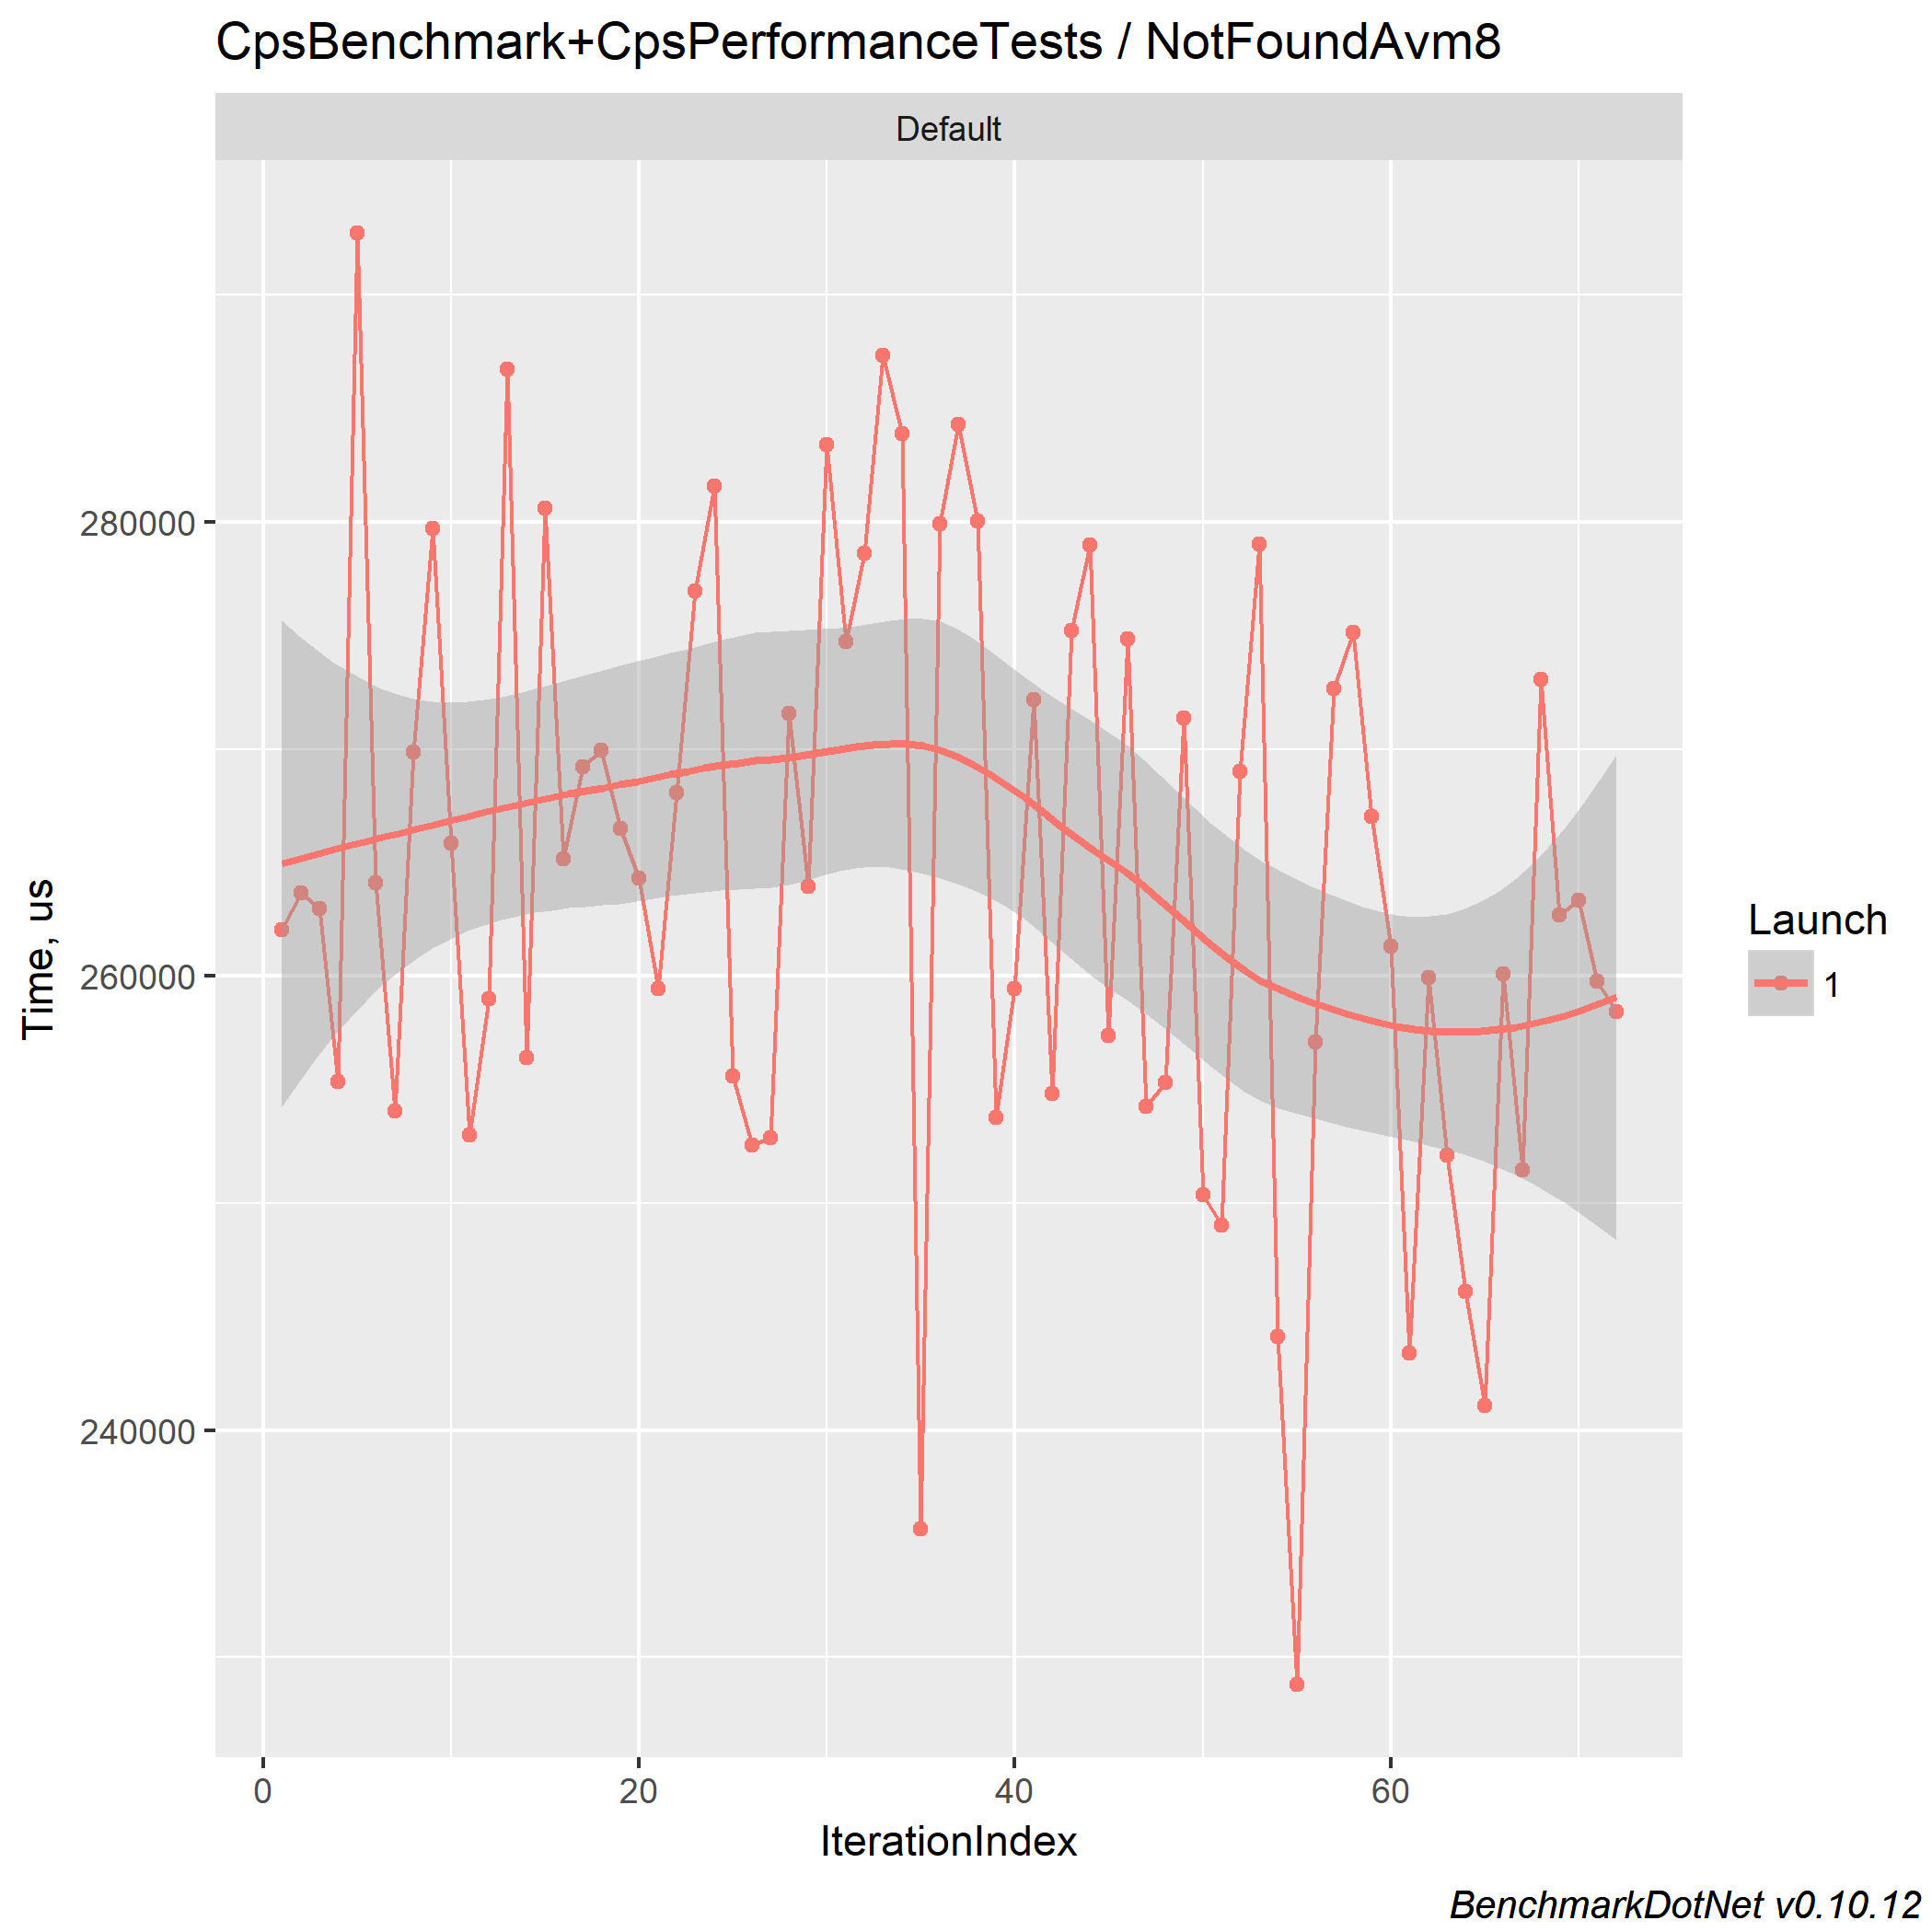 CpsBenchmark+CpsPerformanceTests / NotFoundAvm8
Default
280000
260000
240000
Time, us
0 20 40 60
IterationIndex
Launch
1
BenchmarkDotNet v0.10.12